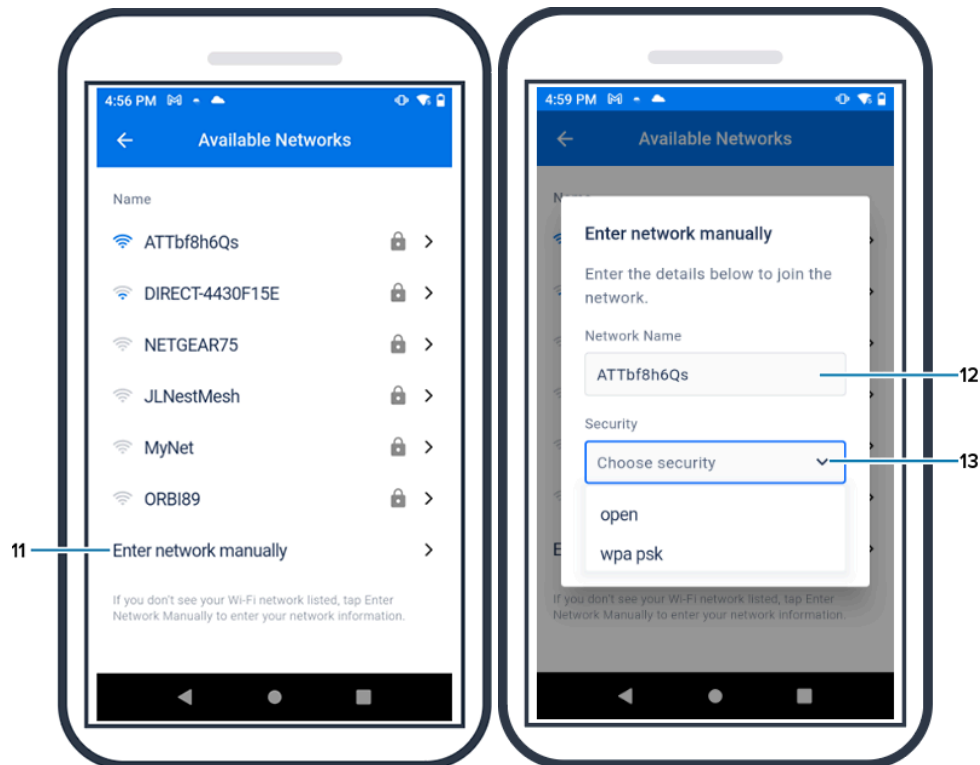 4:56 PM
Available Networks
Name
ATTbf8h6Qs
DIRECT-4430F15E
NETGEAR75
JLNestMesh
MyNet
ORBI89
11
Enter network manually
If you don't see your Wi-Fi network listed, tap Enter
Network Manually to enter your network information.
4:59 PM
Available Networks
Enter network manually
Enter the details below to join the
network.
Network Name
ATTbf8h6Qs
12
Security
Choose security
13
open
wpa psk
If you don't see your Wi-Fi network listed, tap Enter
Network Manually to enter your network information.